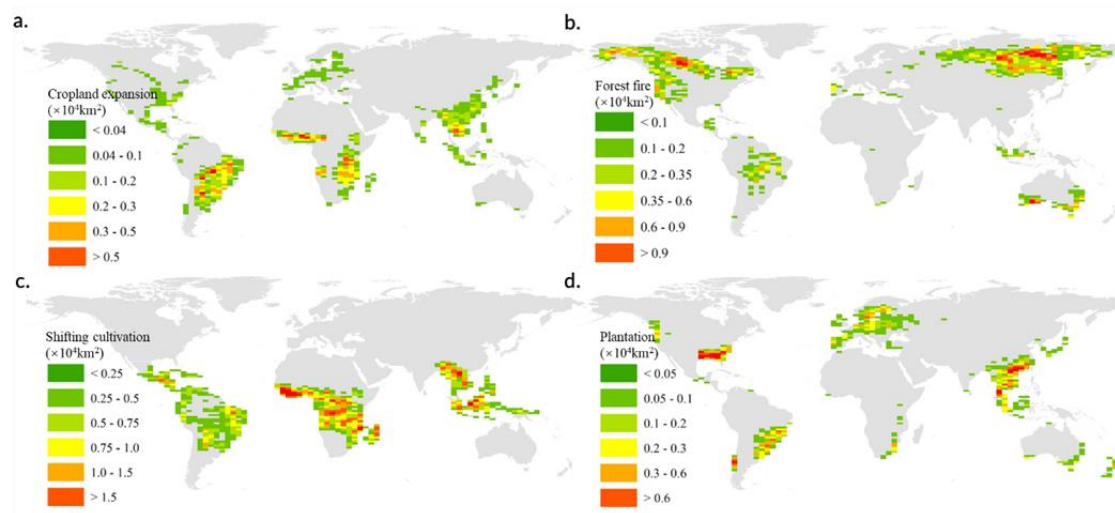 a.
Cropland expansion
(×10⁴km²)
< 0.04
0.04 - 0.1
0.1 - 0.2
0.2 - 0.3
0.3 - 0.5
> 0.5
b.
Forest fire
(×10⁴km²)
< 0.1
0.1 - 0.2
0.2 - 0.35
0.35 - 0.6
0.6 - 0.9
> 0.9
c.
Shifting cultivation
(×10⁴km²)
< 0.25
0.25 - 0.5
0.5 - 0.75
0.75 - 1.0
1.0 - 1.5
> 1.5
d.
Plantation
(×10⁴km²)
< 0.05
0.05 - 0.1
0.1 - 0.2
0.2 - 0.3
0.3 - 0.6
> 0.6